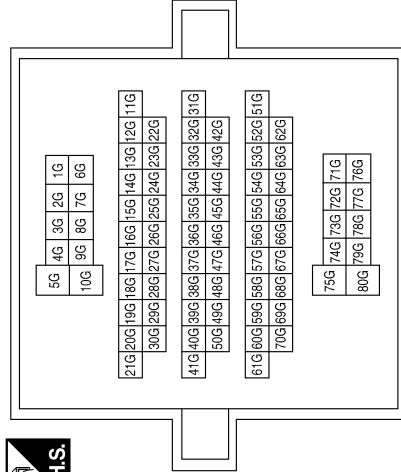 5G 4G 3G 2G 1G
10G 9G 8G 7G 6G
21G 20G 19G 18G 17G 16G 15G 14G 13G 12G 11G
30G 29G 28G 27G 26G 25G 24G 23G 22G
41G 40G 39G 38G 37G 36G 35G 34G 33G 32G 31G
50G 49G 48G 47G 46G 45G 44G 43G 42G
61G 60G 59G 58G 57G 56G 55G 54G 53G 52G 51G
70G 69G 68G 67G 66G 65G 64G 63G 62G
75G 74G 73G 72G 71G
80G 79G 78G 77G 76G
H.S.